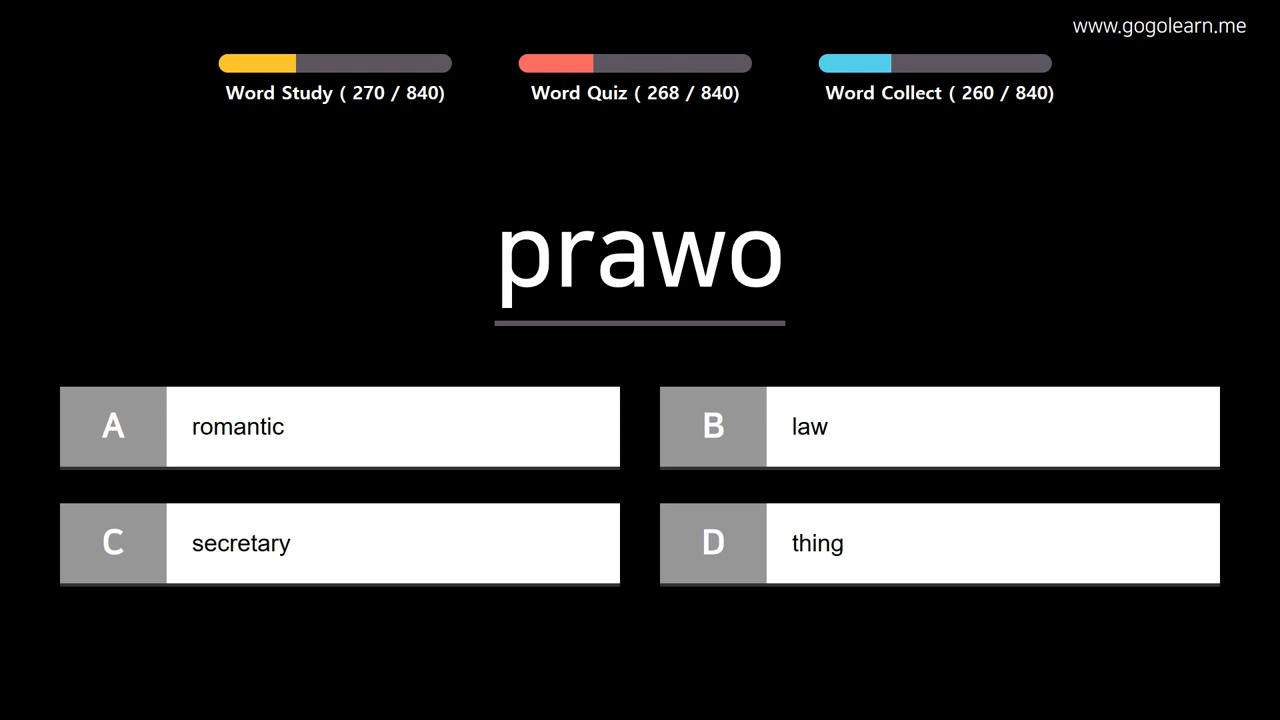 www.gogolearn.me
Word Study ( 270 / 840)
Word Quiz ( 268 / 840)
Word Collect ( 260 / 840)
prawo
A romantic
B law
C secretary
D thing